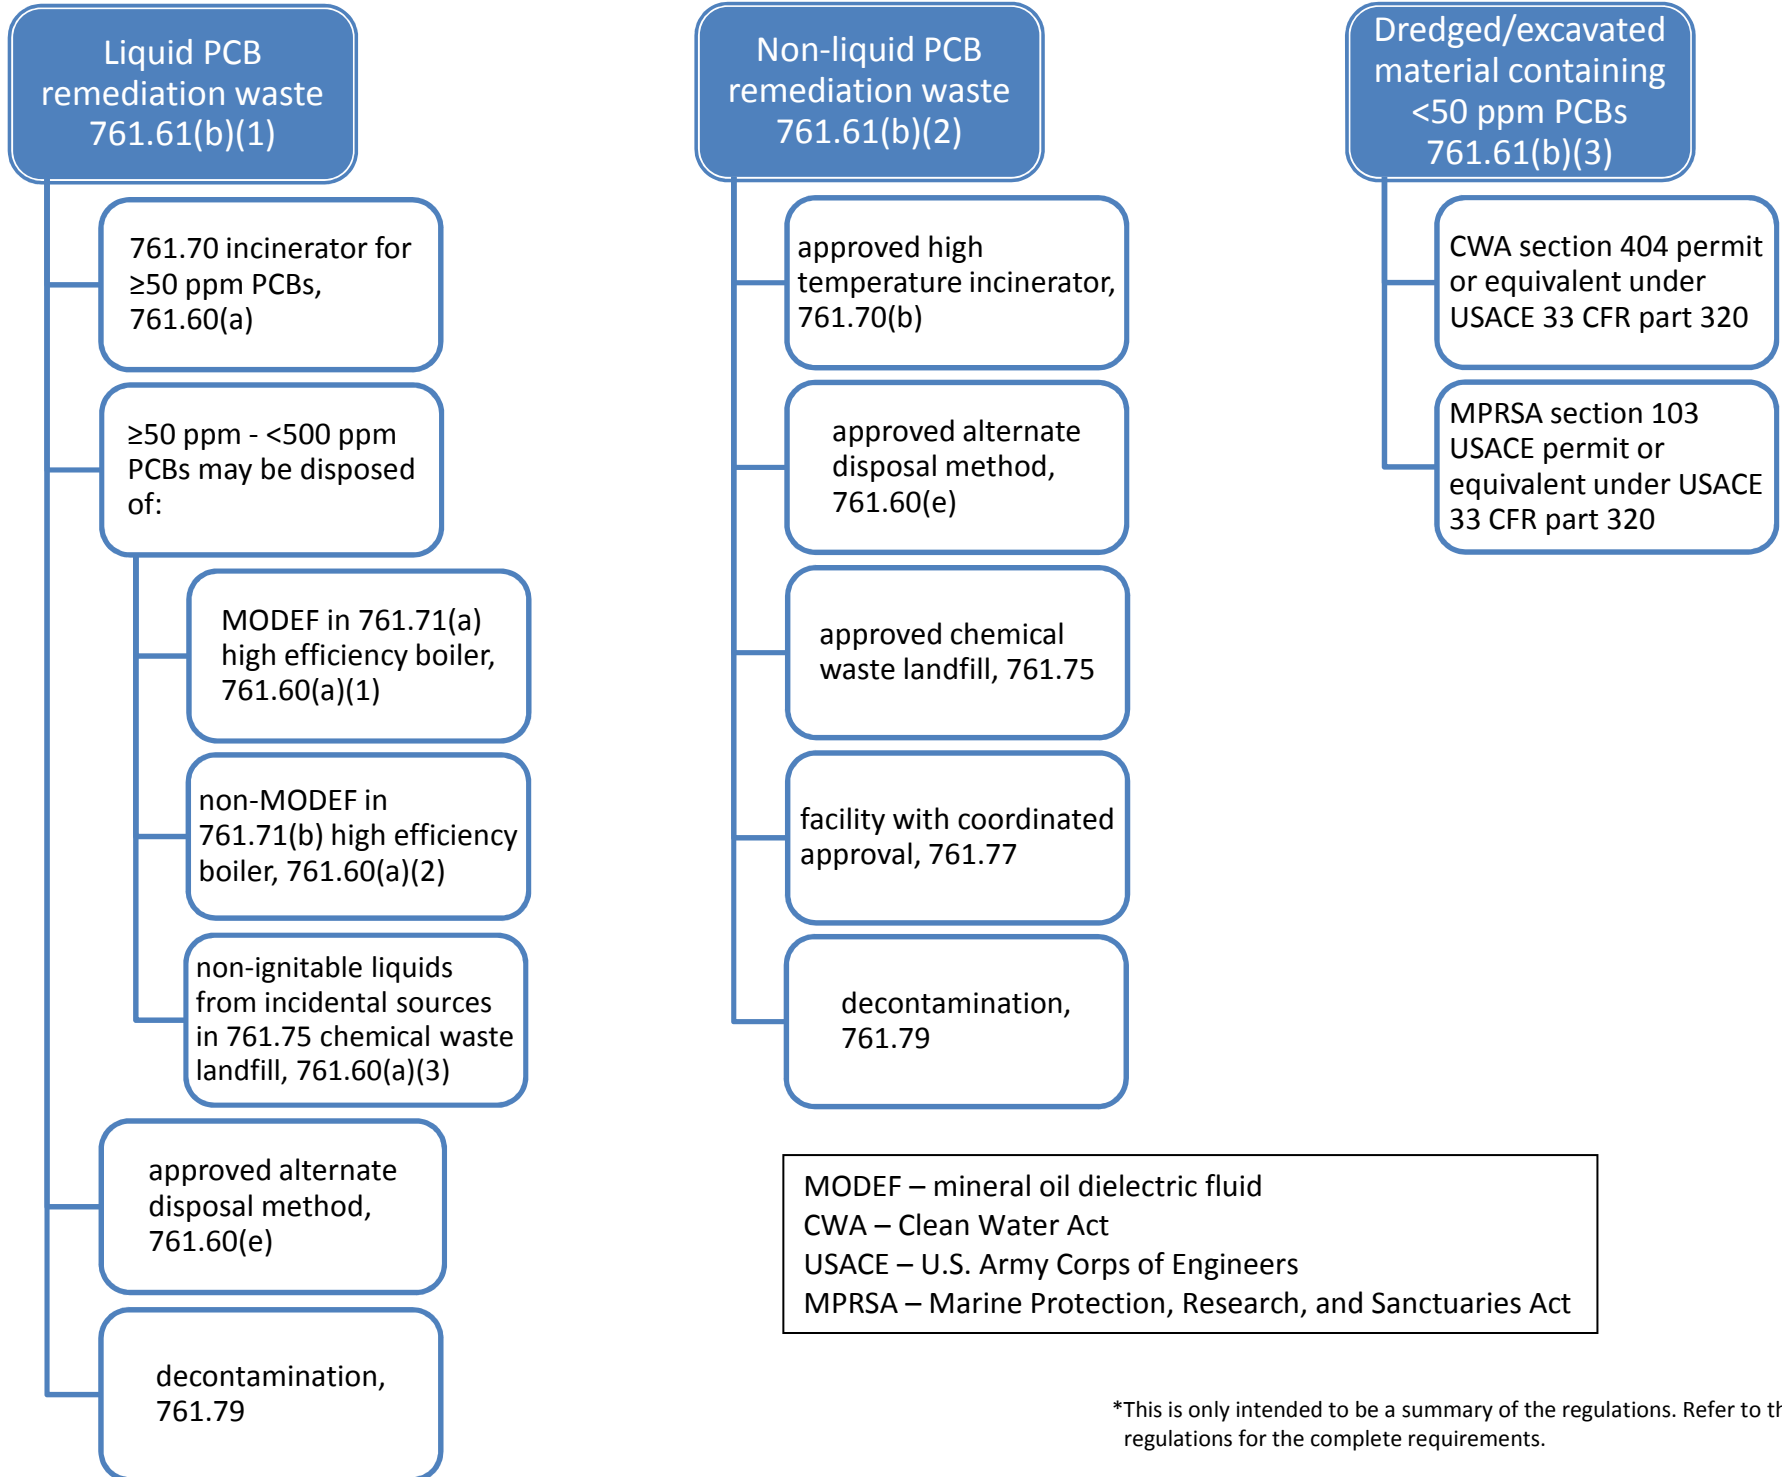 Liquid PCB
remediation waste
761.61(b)(1)
761.70 incinerator for
≥50 ppm PCBs,
761.60(a)
≥50 ppm - <500 ppm
PCBs may be disposed
of:
MODEF in 761.71(a)
high efficiency boiler,
761.60(a)(1)
non-MODEF in
761.71(b) high efficiency
boiler, 761.60(a)(2)
non-ignitable liquids
from incidental sources
in 761.75 chemical waste
landfill, 761.60(a)(3)
approved alternate
disposal method,
761.60(e)
decontamination,
761.79
Non-liquid PCB
remediation waste
761.61(b)(2)
approved high
temperature incinerator,
761.70(b)
approved alternate
disposal method,
761.60(e)
approved chemical
waste landfill, 761.75
facility with coordinated
approval, 761.77
decontamination,
761.79
Dredged/excavated
material containing
<50 ppm PCBs
761.61(b)(3)
CWA section 404 permit
or equivalent under
USACE 33 CFR part 320
MPRSA section 103
USACE permit or
equivalent under USACE
33 CFR part 320
MODEF – mineral oil dielectric fluid
CWA – Clean Water Act
USACE – U.S. Army Corps of Engineers
MPRSA – Marine Protection, Research, and Sanctuaries Act
*This is only intended to be a summary of the regulations. Refer to
regulations for the complete requirements.